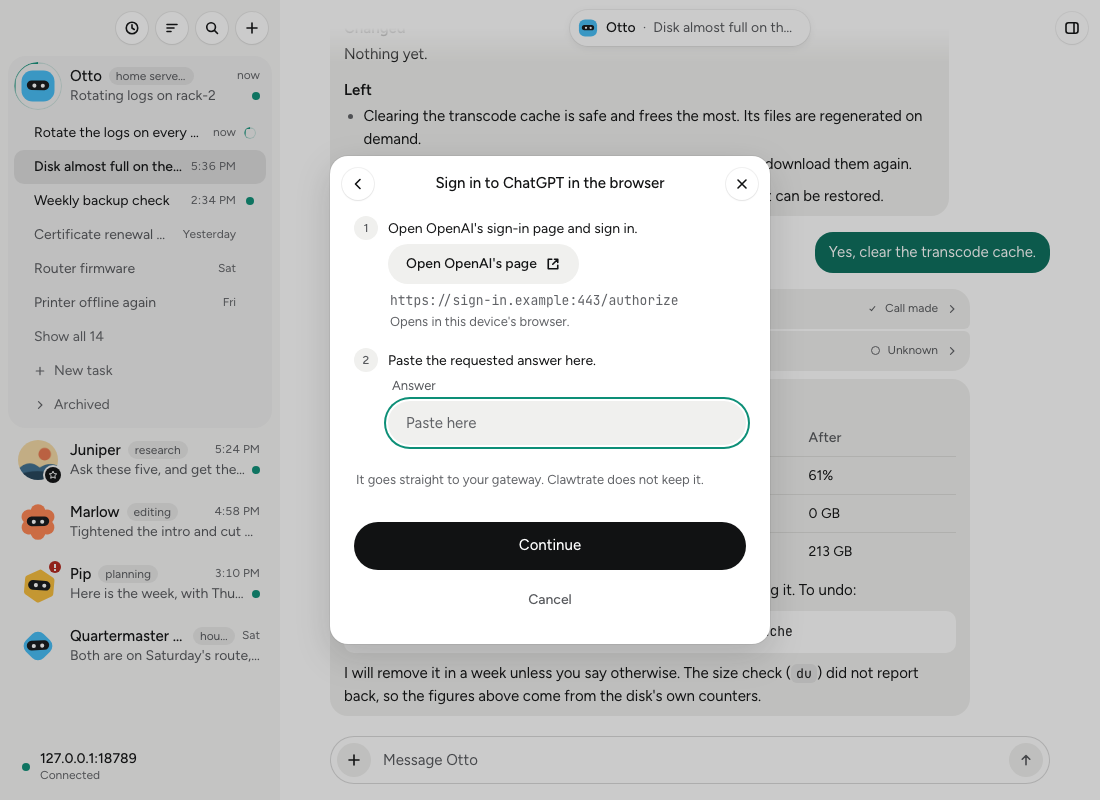 Otto · Disk almost full on th...
Otto home serve... now
Rotating logs on rack-2
Rotate the logs on every ... now
Disk almost full on the... 5:36 PM
Weekly backup check 2:34 PM
Certificate renewal ... Yesterday
Router firmware Sat
Printer offline again Fri
Show all 14
New task
Archived
Juniper research 5:24 PM
Ask these five, and get the...
Marlow editing 4:58 PM
Tightened the intro and cut ...
Pip planning 3:10 PM
Here is the week, with Thu...
Quartermaster ... hou... Sat
Both are on Saturday's route,...
127.0.0.1:18789
Connected
Changed
Nothing yet.
Left
Clearing the transcode cache is safe and frees the most. Its files are regenerated on
demand.
download them again.
can be restored.
Yes, clear the transcode cache.
Call made
Unknown
After
61%
0 GB
213 GB
it. To undo:
I will remove it in a week unless you say otherwise. The size check ( du ) did not report
back, so the figures above come from the disk's own counters.
Message Otto
Sign in to ChatGPT in the browser
1 Open OpenAI's sign-in page and sign in.
Open OpenAI's page
https://sign-in.example:443/authorize
Opens in this device's browser.
2 Paste the requested answer here.
Answer
Paste here
It goes straight to your gateway. Clawtrate does not keep it.
Continue
Cancel